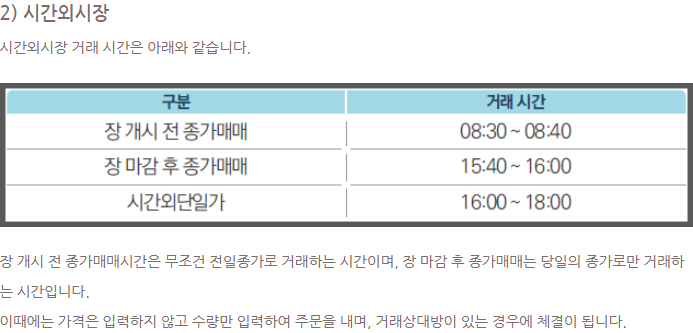 2) 시간외시장
시간외시장 거래 시간은 아래와 같습니다.
구분 거래 시간
장 개시 전 종가매매 08:30 ~ 08:40
장 마감 후 종가매매 15:40 ~ 16:00
시간외단일가 16:00 ~ 18:00
장 개시 전 종가매매시간은 무조건 전일종가로 거래하는 시간이며, 장 마감 후 종가매매는 당일의 종가로만 거래하
는 시간입니다.
이때에는 가격은 입력하지 않고 수량만 입력하여 주문을 내며, 거래상대방이 있는 경우에 체결이 됩니다.